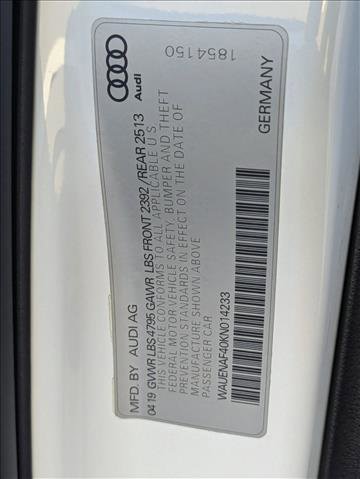 MFD. BY AUDI AG
04 19 GVWR LBS 4795 GAWR LBS FRONT 2392/REAR 2513
THIS VEHICLE CONFORMS TO ALL APPLICABLE U S
FEDERAL MOTOR VEHICLE SAFETY, BUMPER AND THEFT
PREVENTION STANDARDS IN EFFECT ON THE DATE OF
MANUFACTURE SHOWN ABOVE
PASSENGER CAR
WAUENAF40KN014233
Audi
1854150
GERMANY